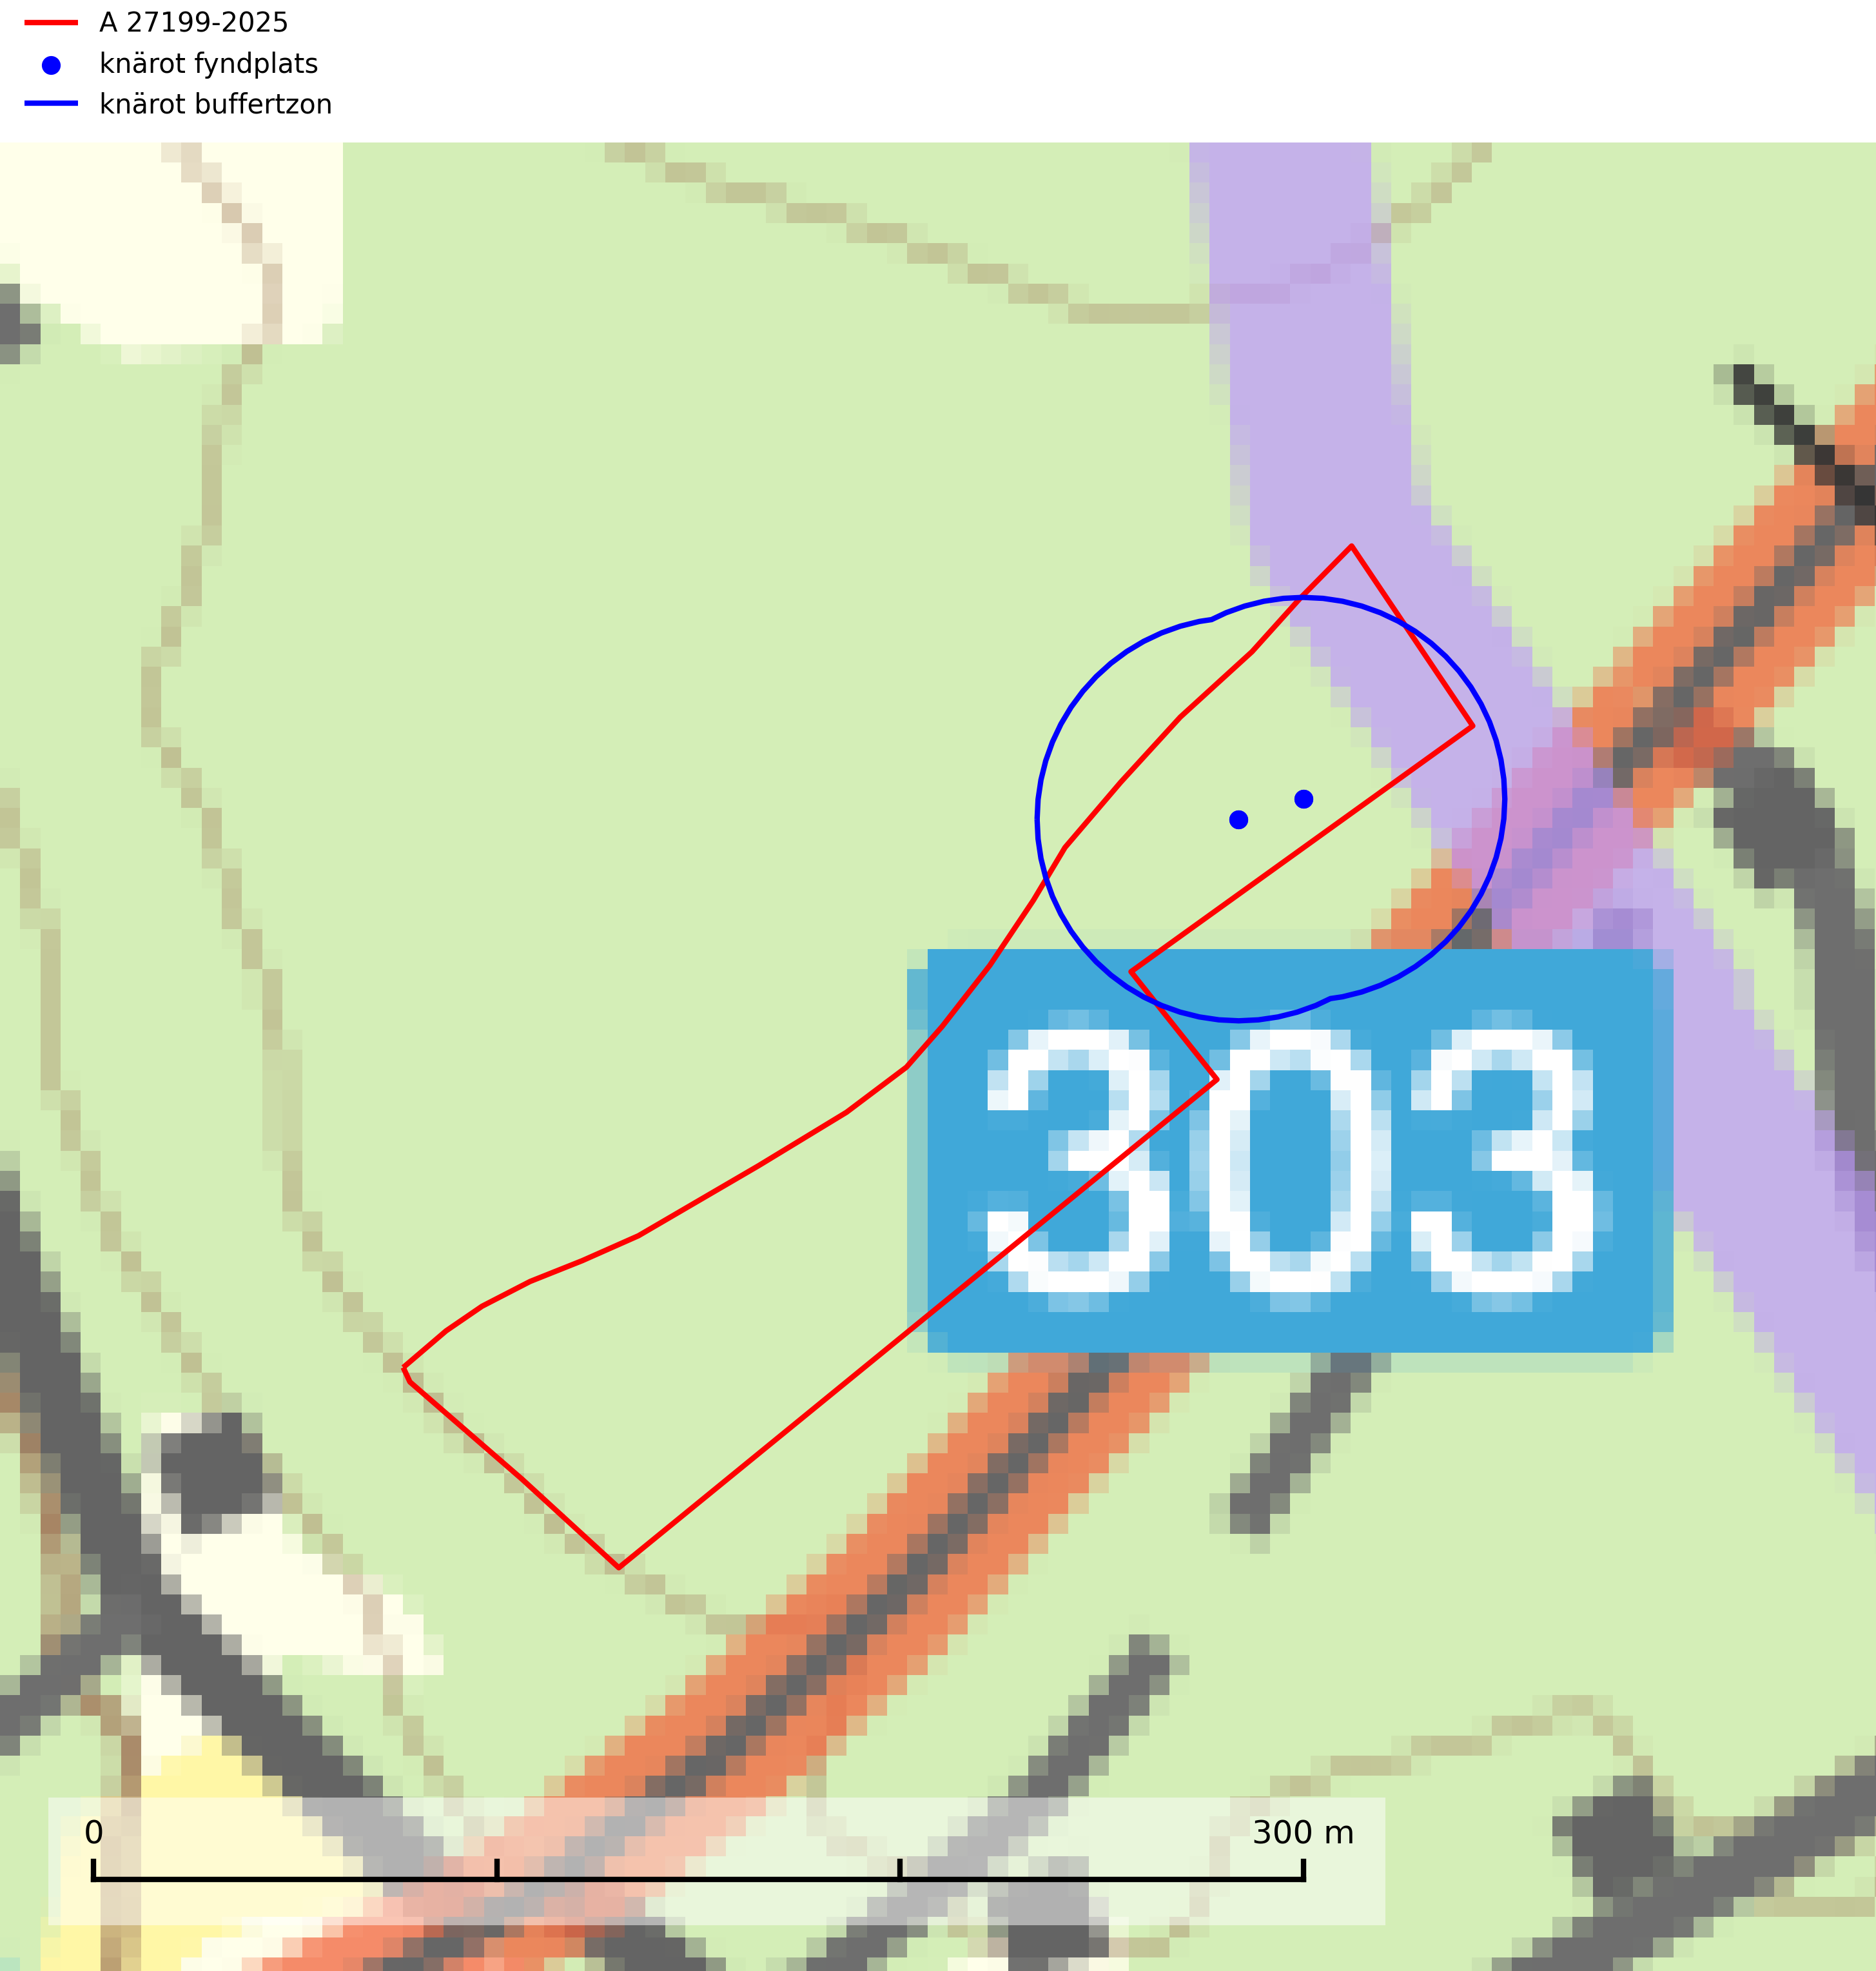 A 27199-2025
knärot fyndplats
knärot buffertzon
303
0 300 m